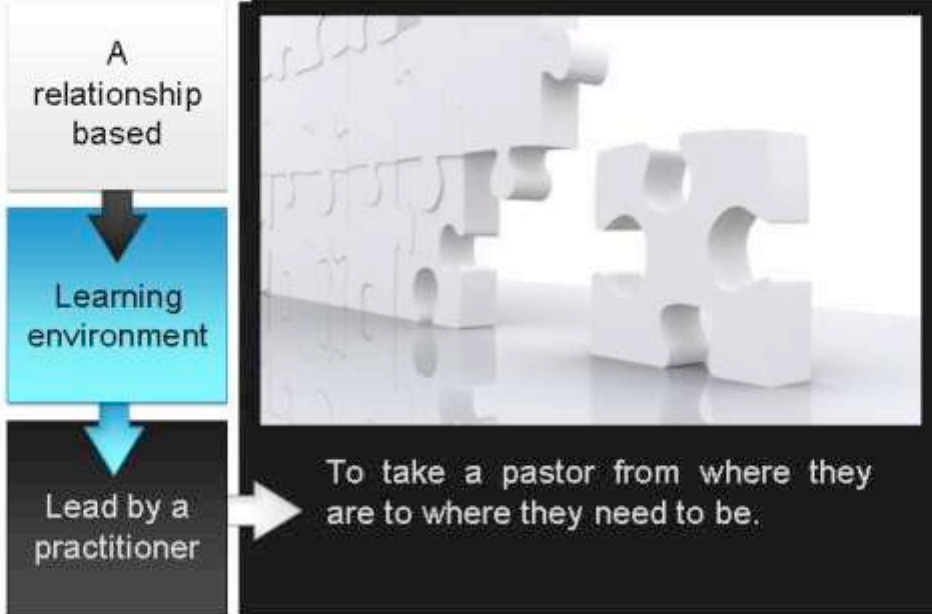 A
relationship
based
Learning
environment
Lead by a
practitioner
To take a pastor from where they
are to where they need to be.